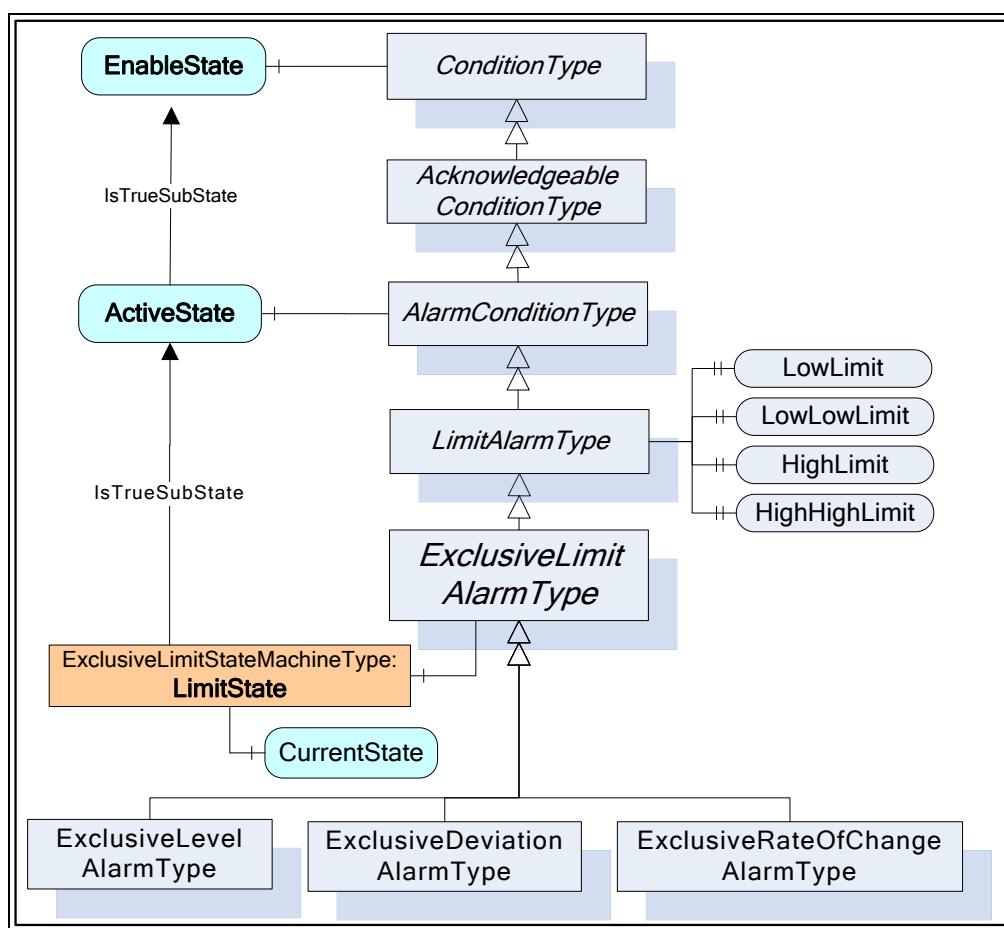 EnableState
ConditionType
Acknowledgeable
ConditionType
IsTrueSubState
ActiveState
AlarmConditionType
LowLimit
LowLowLimit
LimitAlarmType
HighLimit
IsTrueSubState
HighHighLimit
ExclusiveLimit
AlarmType
ExclusiveLimitStateMachineType:
LimitState
CurrentState
ExclusiveLevel
AlarmType
ExclusiveDeviation
AlarmType
ExclusiveRateOfChange
AlarmType